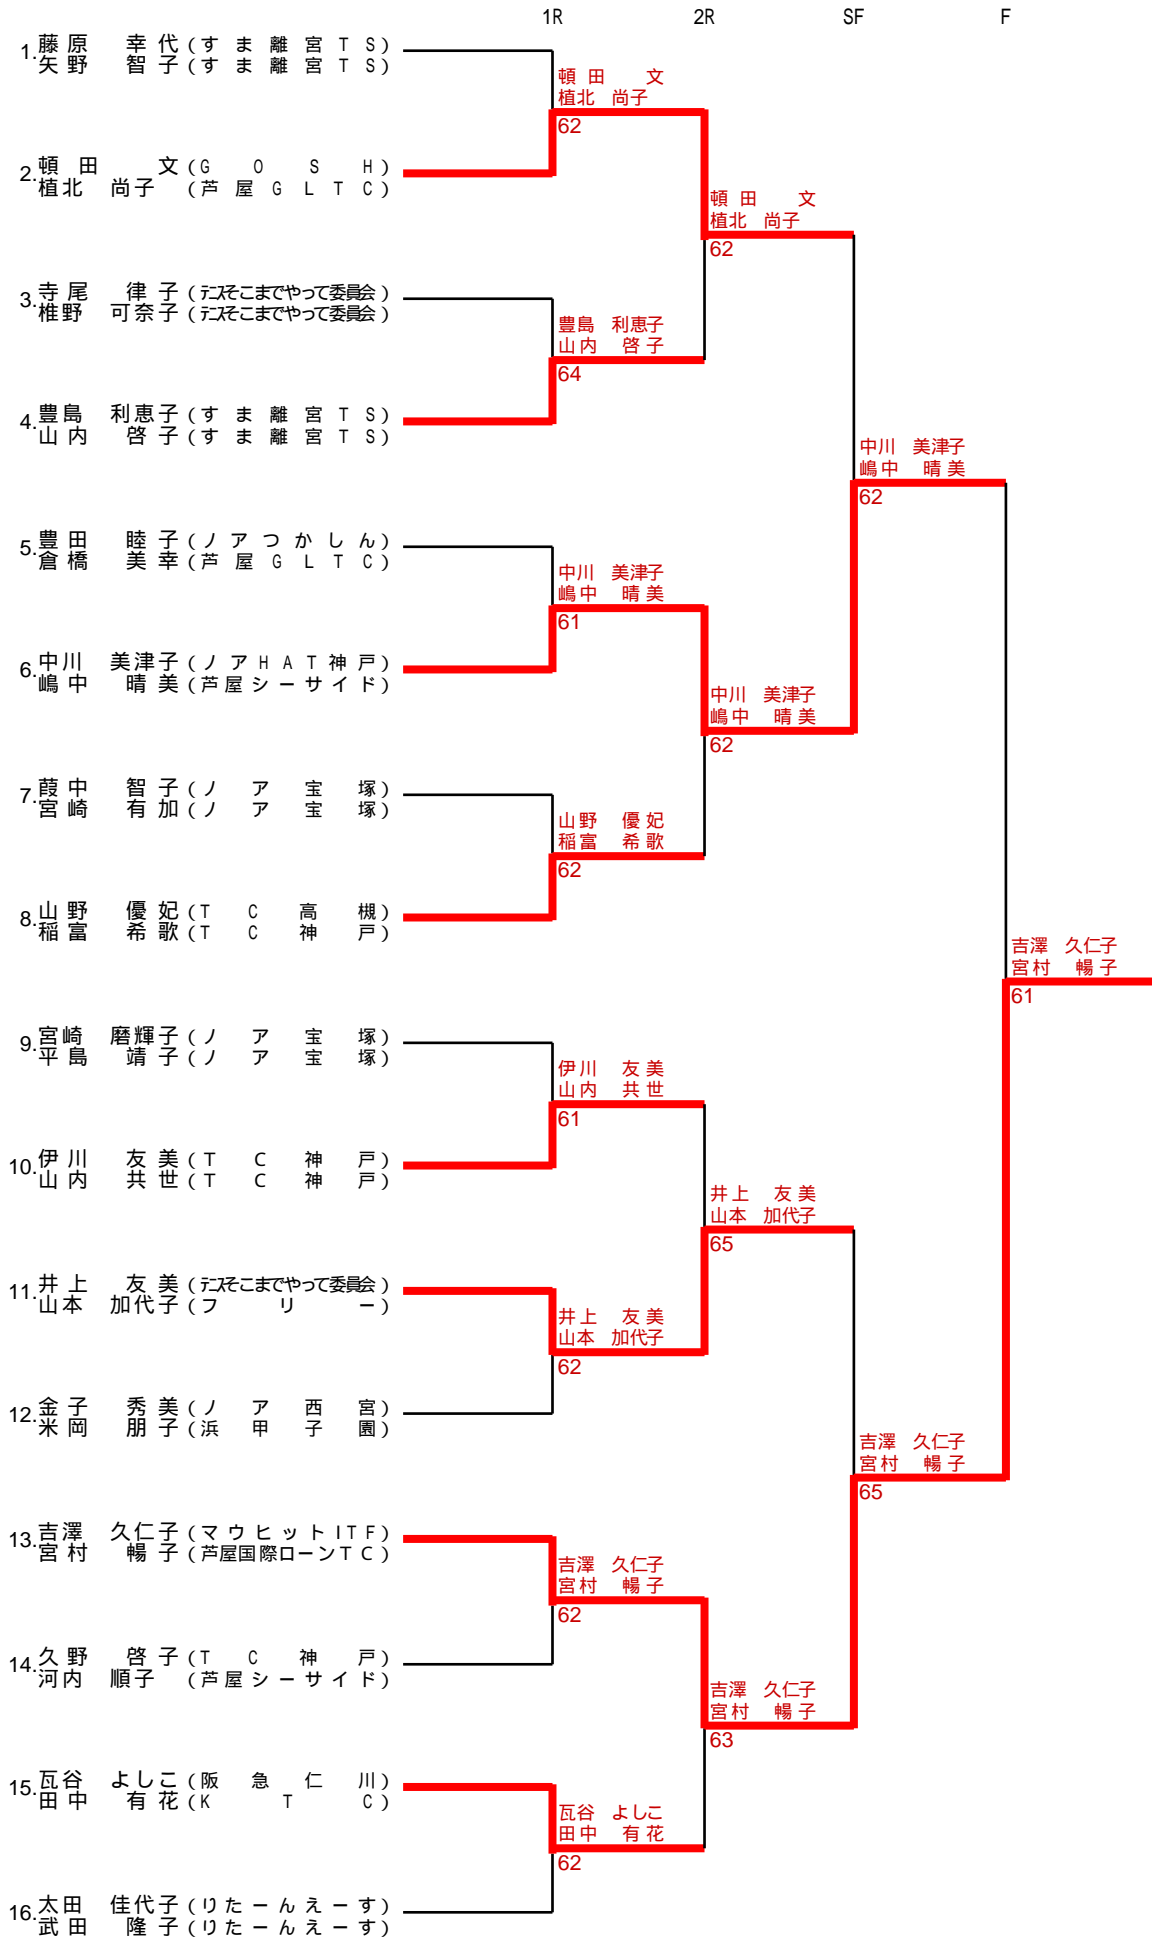 1R 2R SF F
1. 藤原 幸代 (すま離宮TS)
矢野 智子 (すま離宮TS)
頓田 文
植北 尚子
62
2. 頓田 文 (GOSH)
植北 尚子 (芦屋GLTC)
頓田 文
植北 尚子
62
3. 寺尾 律子 (テニスそこまでやって委員会)
椎野 可奈子 (テニスそこまでやって委員会)
豊島 利恵子
山内 啓子
64
4. 豊島 利恵子 (すま離宮TS)
山内 啓子 (すま離宮TS)
中川 美津子
嶋中 晴美
62
5. 豊田 睦子 (ノアつかしん)
倉橋 美幸 (芦屋GLTC)
中川 美津子
嶋中 晴美
61
6. 中川 美津子 (ノアHAT神戸)
嶋中 晴美 (芦屋シーサイド)
中川 美津子
嶋中 晴美
62
7. 葭中 智子 (ノア宝塚)
宮崎 有加 (ノア宝塚)
山野 優妃
稲富 希歌
62
8. 山野 優妃 (TC高槻)
稲富 希歌 (TC神戸)
吉澤 久仁子
宮村 暢子
61
9. 宮崎 磨輝子 (ノア宝塚)
平島 靖子 (ノア宝塚)
伊川 友美
山内 共世
61
10. 伊川 友美 (TC神戸)
山内 共世 (TC神戸)
井上 友美
山本 加代子
65
11. 井上 友美 (テニスそこまでやって委員会)
山本 加代子 (フリー)
井上 友美
山本 加代子
62
12. 金子 秀美 (ノア西宮)
米岡 朋子 (浜甲子園)
吉澤 久仁子
宮村 暢子
65
13. 吉澤 久仁子 (マウヒットITF)
宮村 暢子 (芦屋国際ローンTC)
吉澤 久仁子
宮村 暢子
62
14. 久野 啓子 (TC神戸)
河内 順子 (芦屋シーサイド)
吉澤 久仁子
宮村 暢子
63
15. 瓦谷 よしこ (阪急仁川)
田中 有花 (KTC)
瓦谷 よしこ
田中 有花
62
16. 太田 佳代子 (りたーんえーす)
武田 隆子 (りたーんえーす)